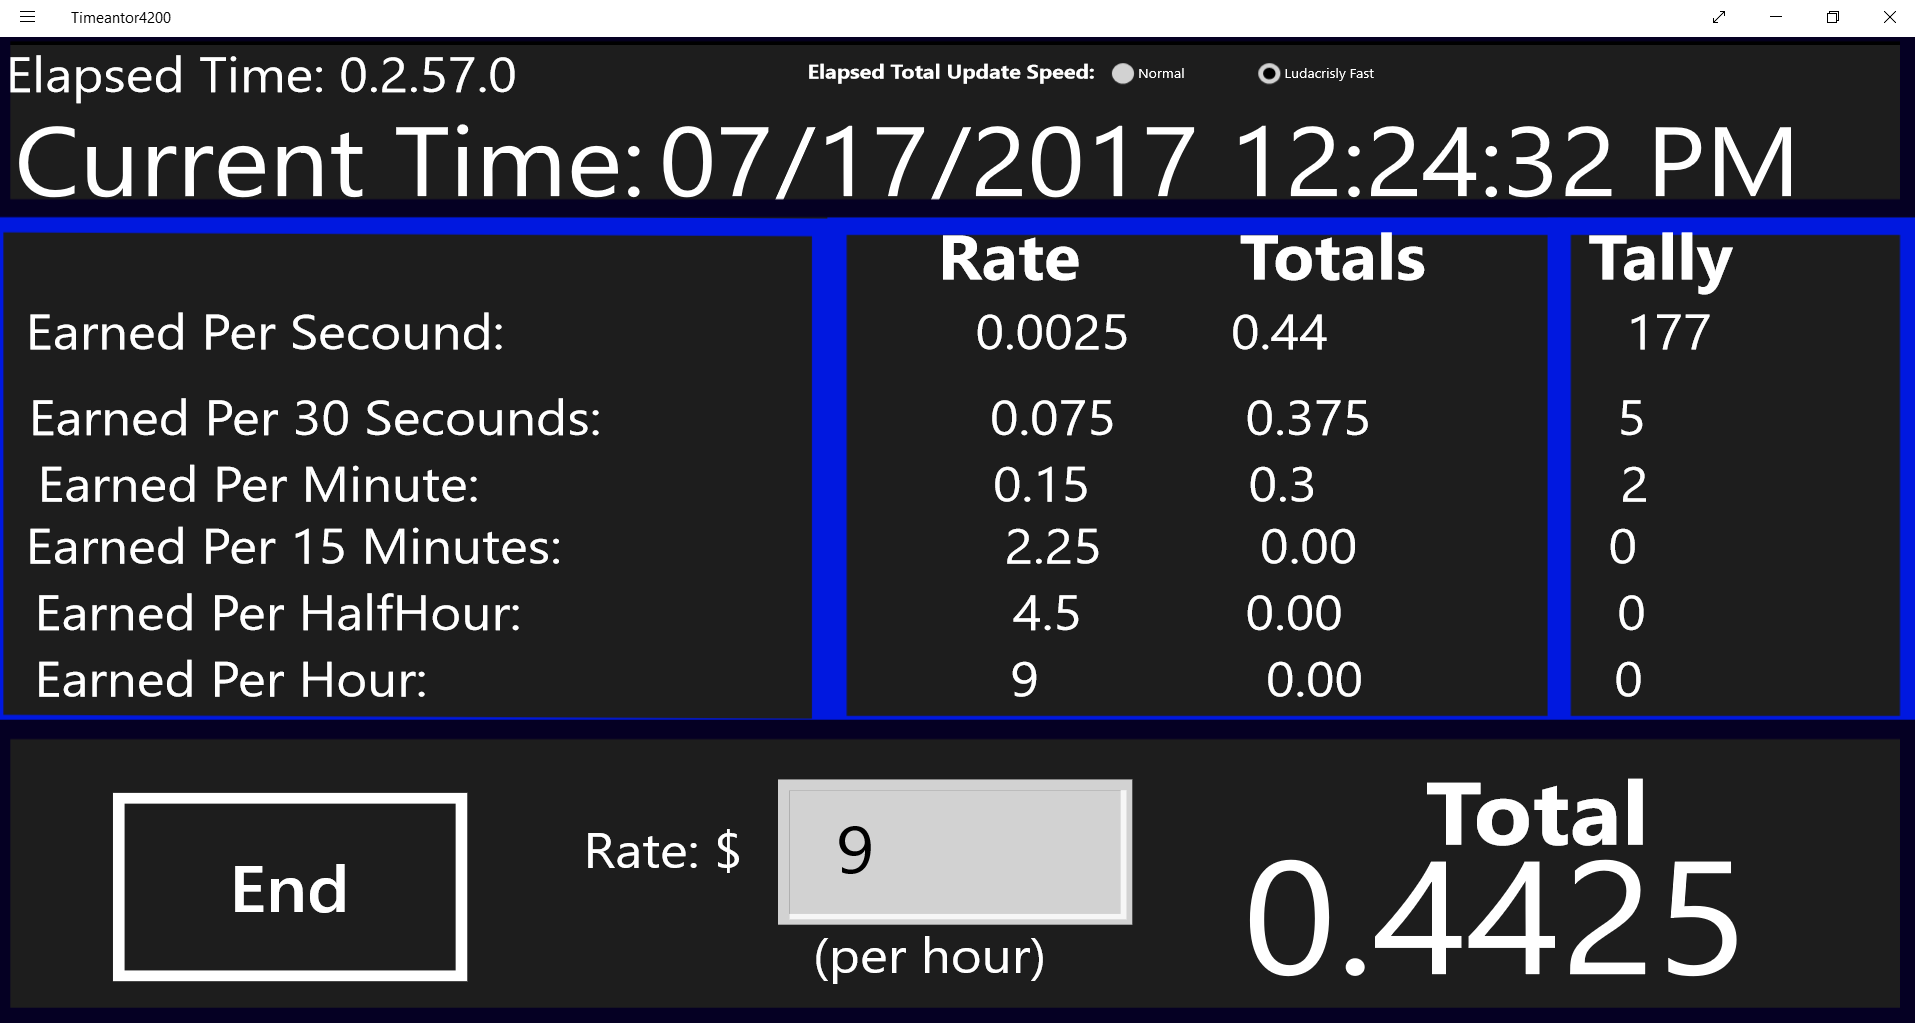 Timeantor4200
Elapsed Time: 0.2.57.0
Elapsed Total Update Speed: Normal Ludacrisly Fast
Current Time: 07/17/2017 12:24:32 PM
Rate Totals Tally
Earned Per Secound: 0.0025 0.44 177
Earned Per 30 Secounds: 0.075 0.375 5
Earned Per Minute: 0.15 0.3 2
Earned Per 15 Minutes: 2.25 0.00 0
Earned Per HalfHour: 4.5 0.00 0
Earned Per Hour: 9 0.00 0
End
Rate: $ 9
(per hour)
Total
0.4425